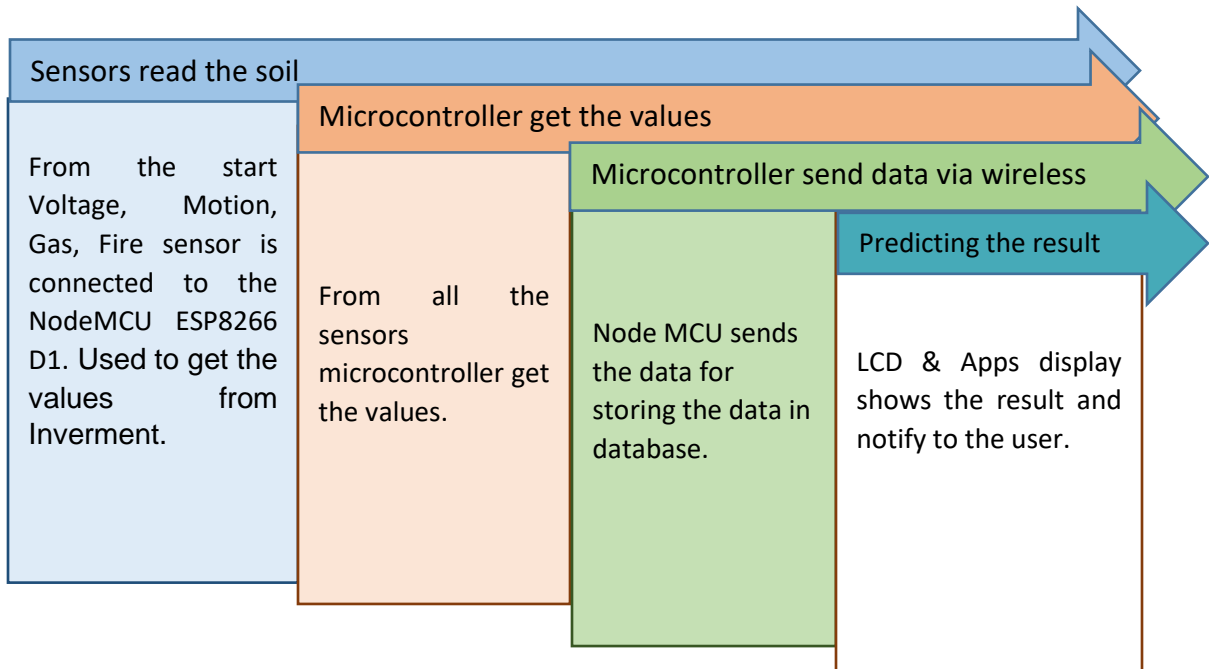 Sensors read the soil
Microcontroller get the values
Microcontroller send data via wireless
Predicting the result
From the start
Voltage, Motion,
Gas, Fire sensor is
connected to the
NodeMCU ESP8266
D1. Used to get the
values from
Inverment.
From all the
sensors
microcontroller get
the values.
Node MCU sends
the data for
storing the data in
database.
LCD & Apps display
shows the result and
notify to the user.